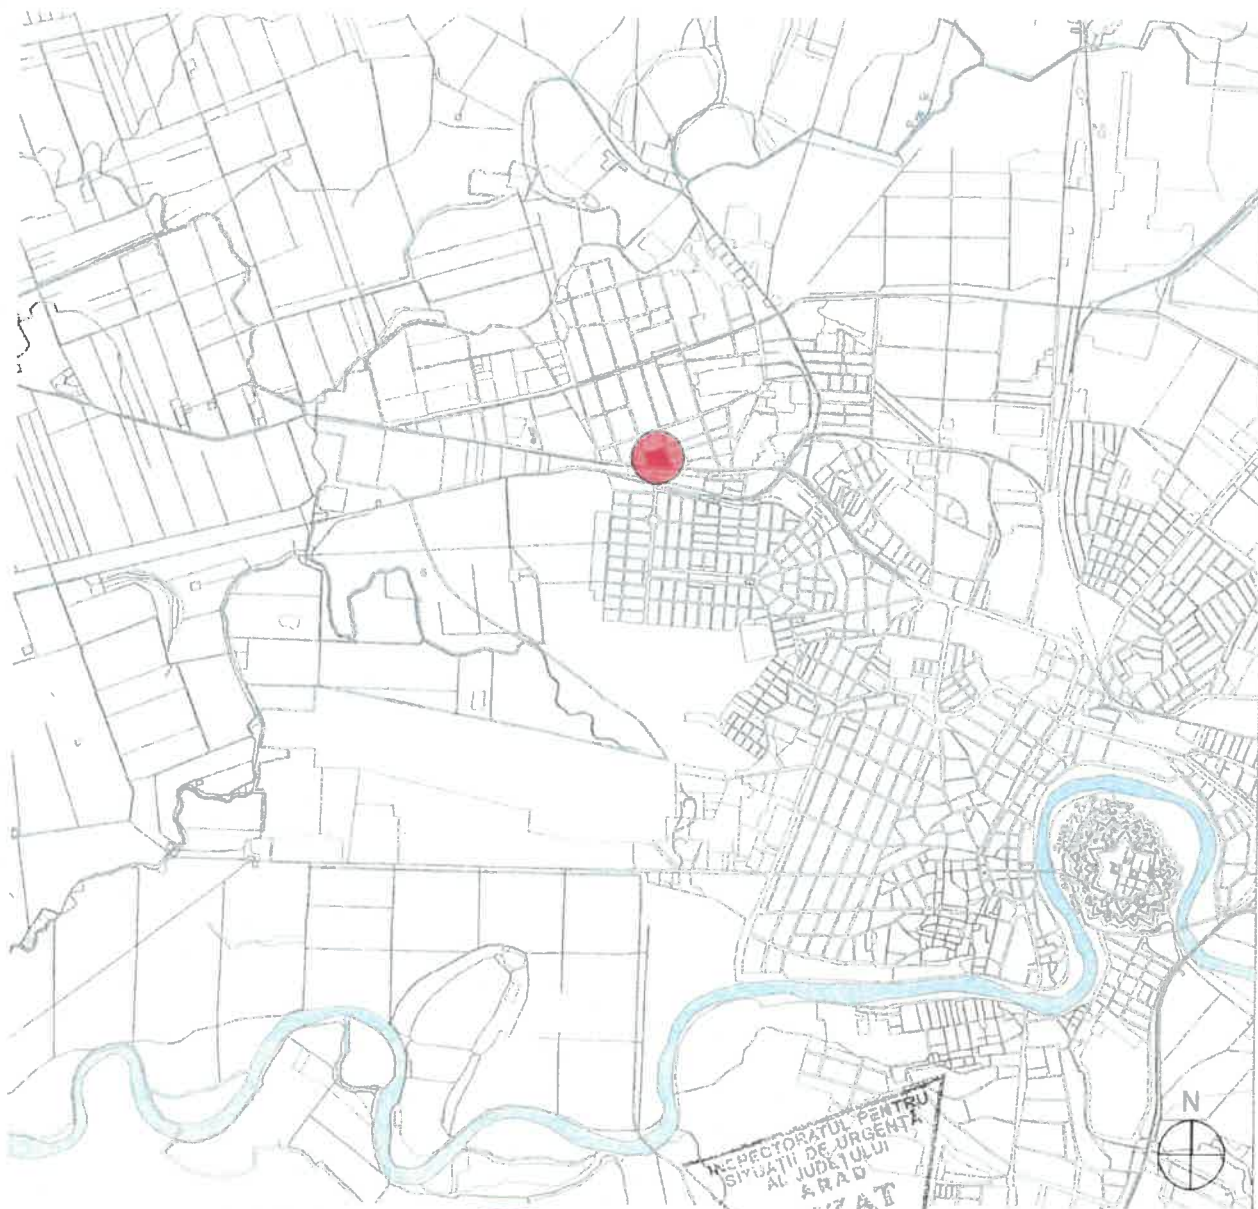 N
INSPECTORATUL PENTRU
SITUAȚII DE URGENȚĂ
AL JUDEȚULUI
ARAD